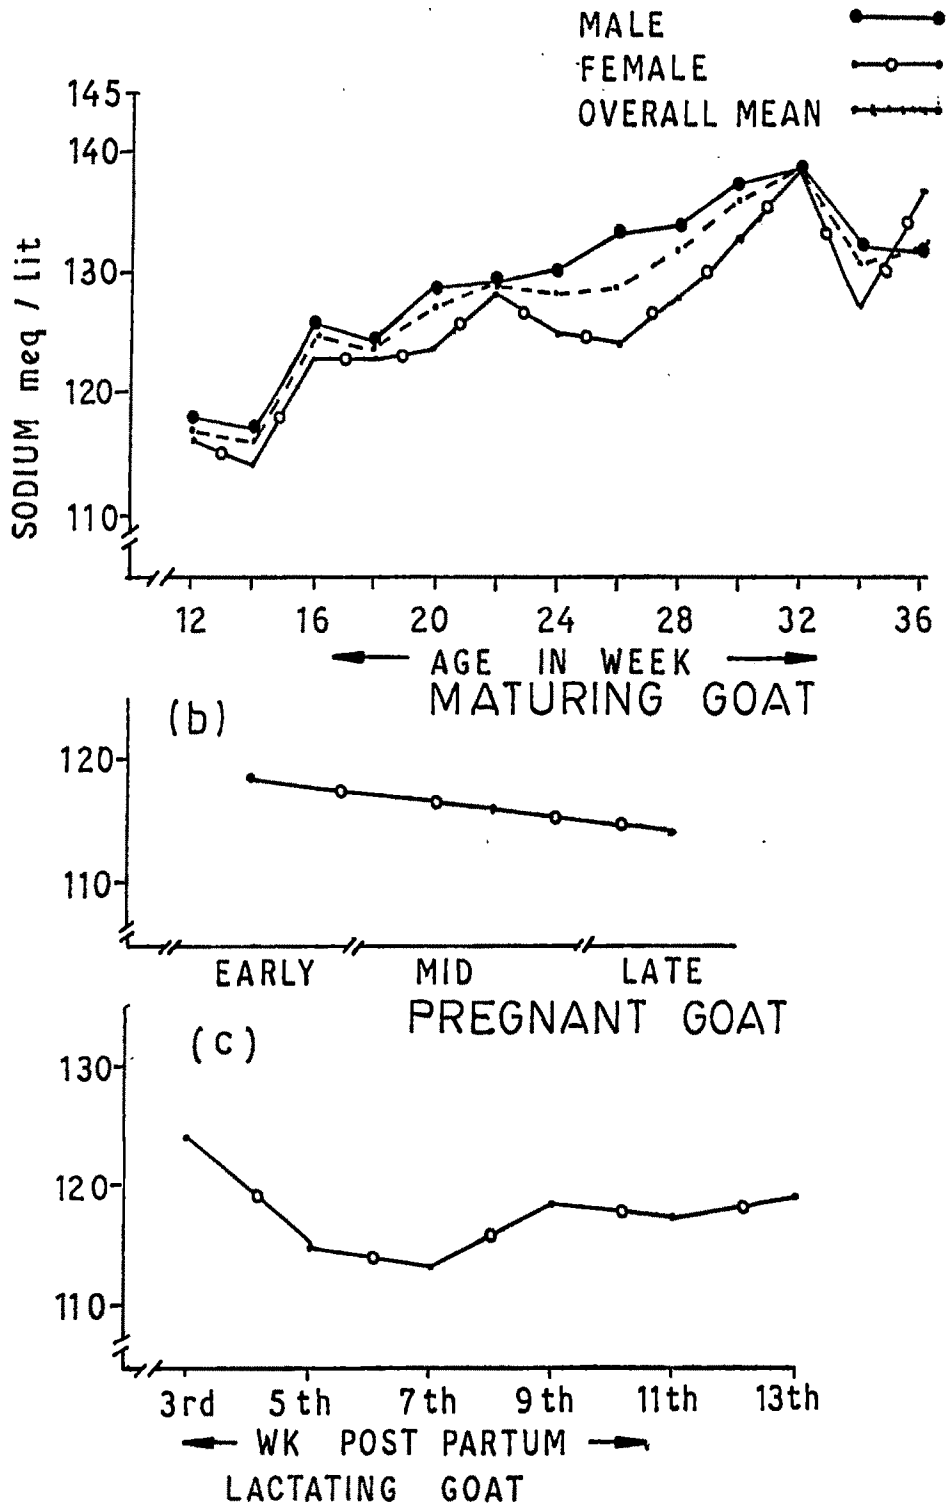 MALE
FEMALE
OVERALL MEAN
145
140
130
120
110
SODIUM meq / lit
12 16 20 24 28 32 36
AGE IN WEEK
MATURING GOAT
(b)
120
110
EARLY MID LATE
PREGNANT GOAT
(c)
130
120
110
3rd 5th 7th 9th 11th 13th
WK POST PARTUM
LACTATING GOAT